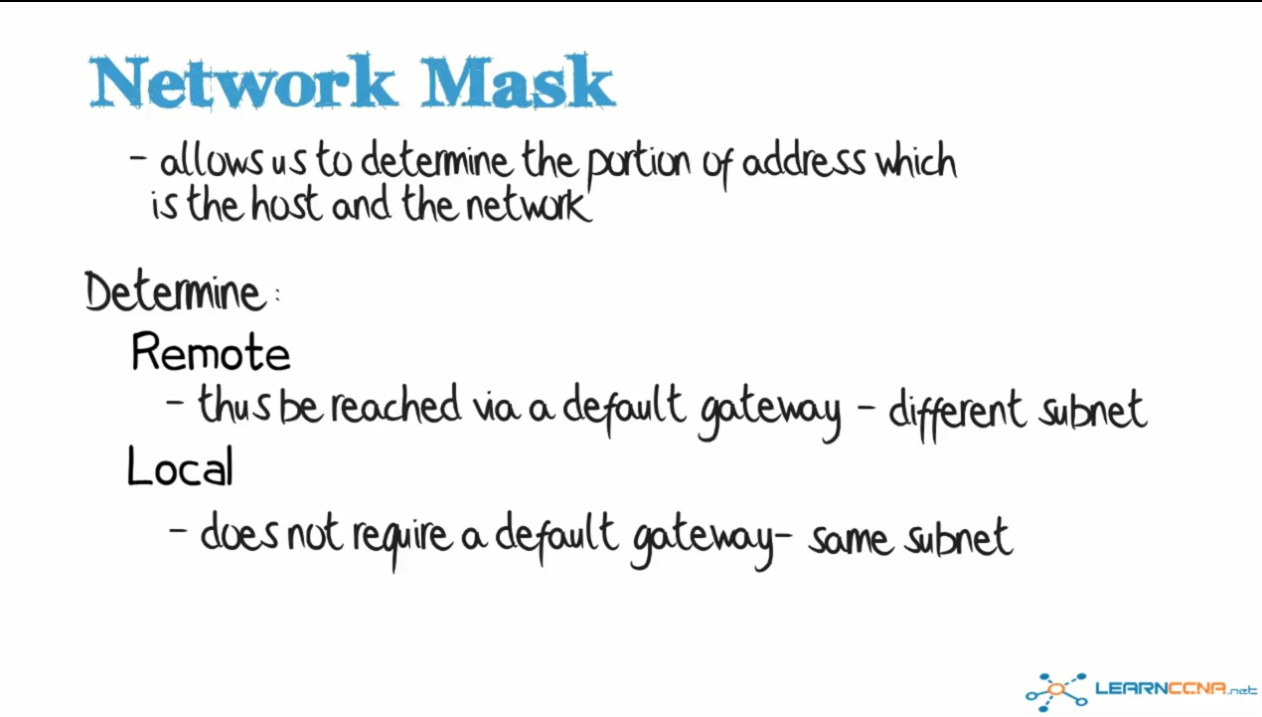 Network Mask
- allows us to determine the portion of address which
is the host and the network
Determine :
Remote
- thus be reached via a default gateway - different subnet
Local
- does not require a default gateway- same subnet
LEARNCCNA.net